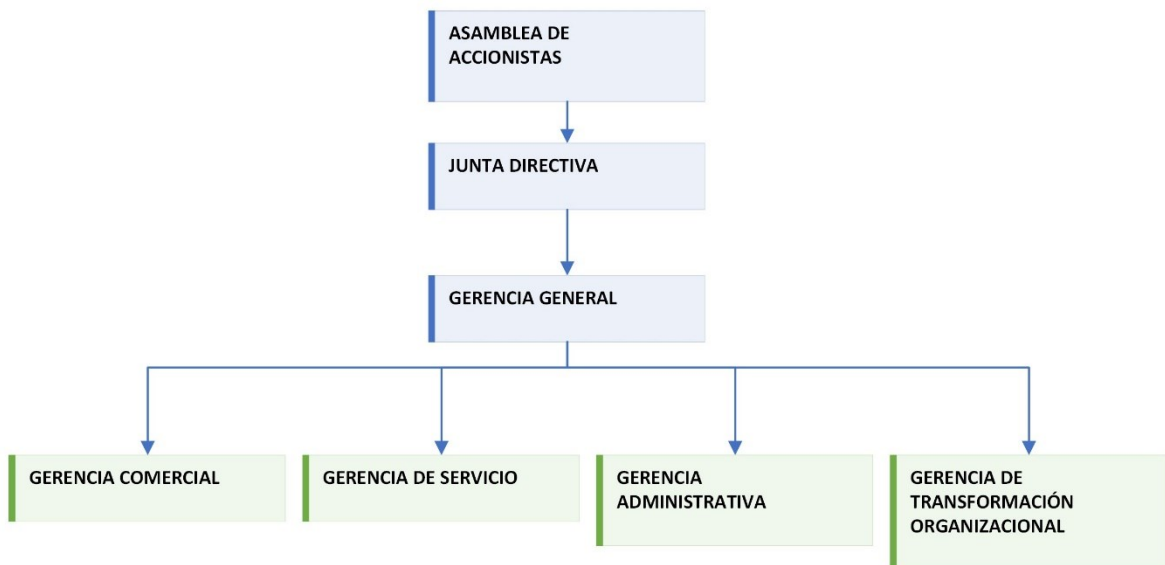 ASAMBLEA DE
ACCIONISTAS
JUNTA DIRECTIVA
GERENCIA GENERAL
GERENCIA COMERCIAL
GERENCIA DE SERVICIO
GERENCIA
ADMINISTRATIVA
GERENCIA DE
TRANSFORMACIÓN
ORGANIZACIONAL